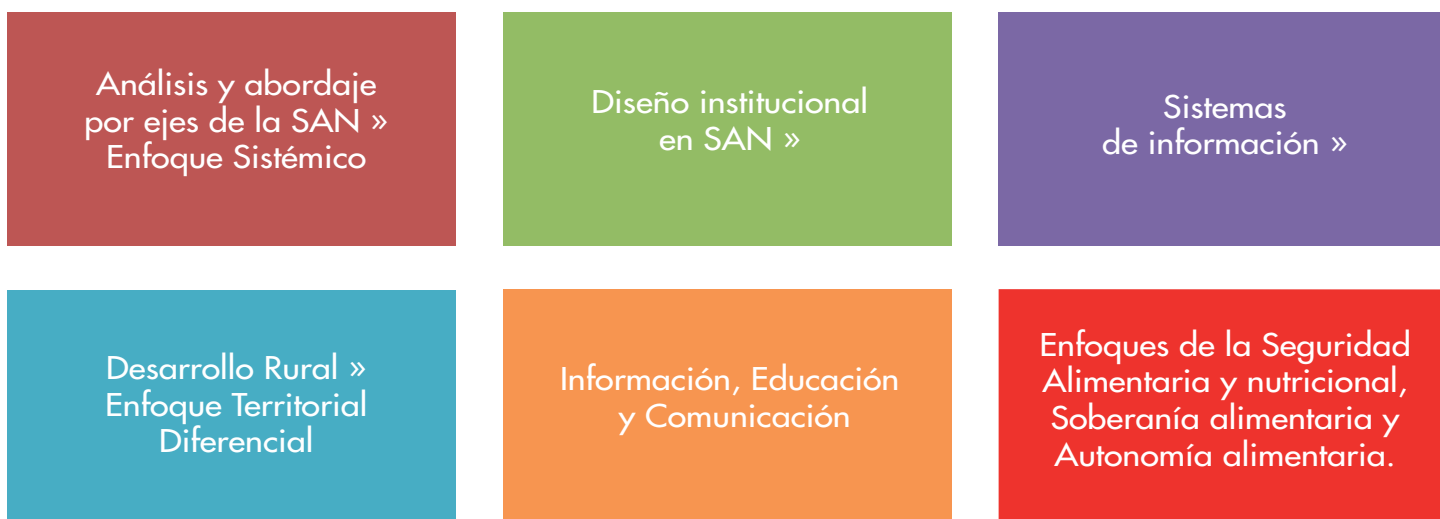 Análisis y abordaje
por ejes de la SAN »
Enfoque Sistémico
Diseño institucional
en SAN »
Sistemas
de información »
Desarrollo Rural »
Enfoque Territorial
Diferencial
Información, Educación
y Comunicación
Enfoques de la Seguridad
Alimentaria y nutricional,
Soberanía alimentaria y
Autonomía alimentaria.